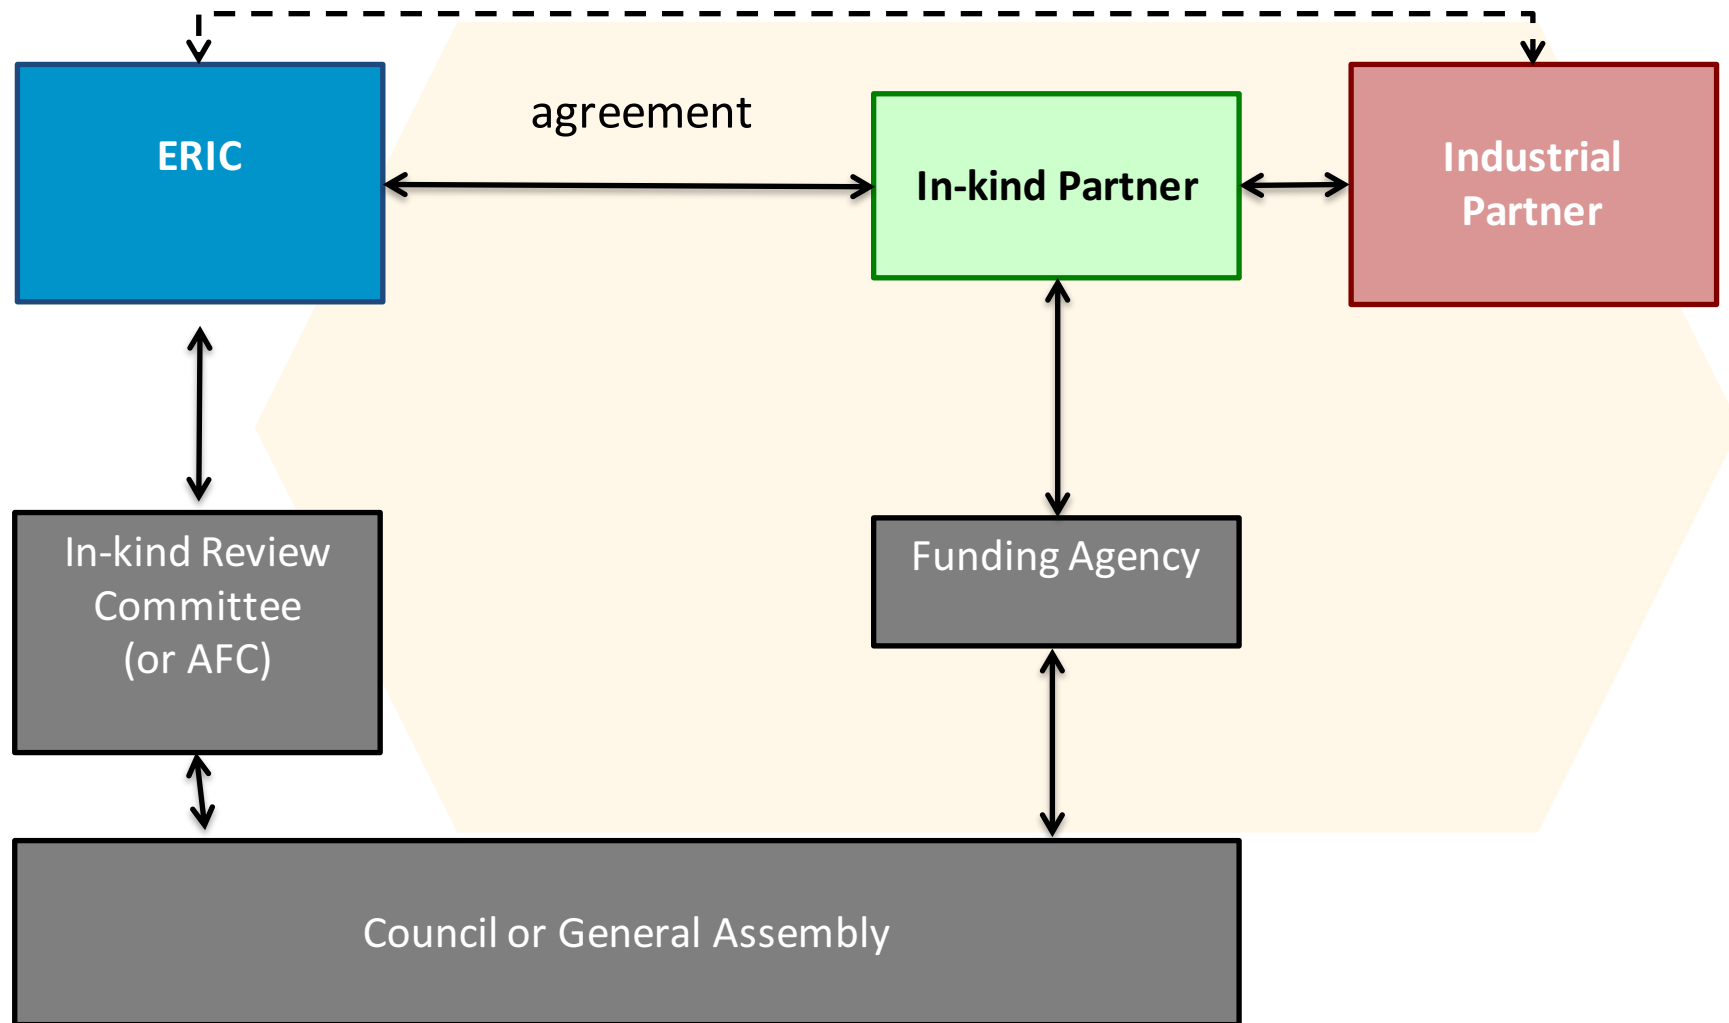 agreement
ERIC
In-kind Partner
Industrial
Partner
In-kind Review
Committee
(or AFC)
Funding Agency
Council or General Assembly